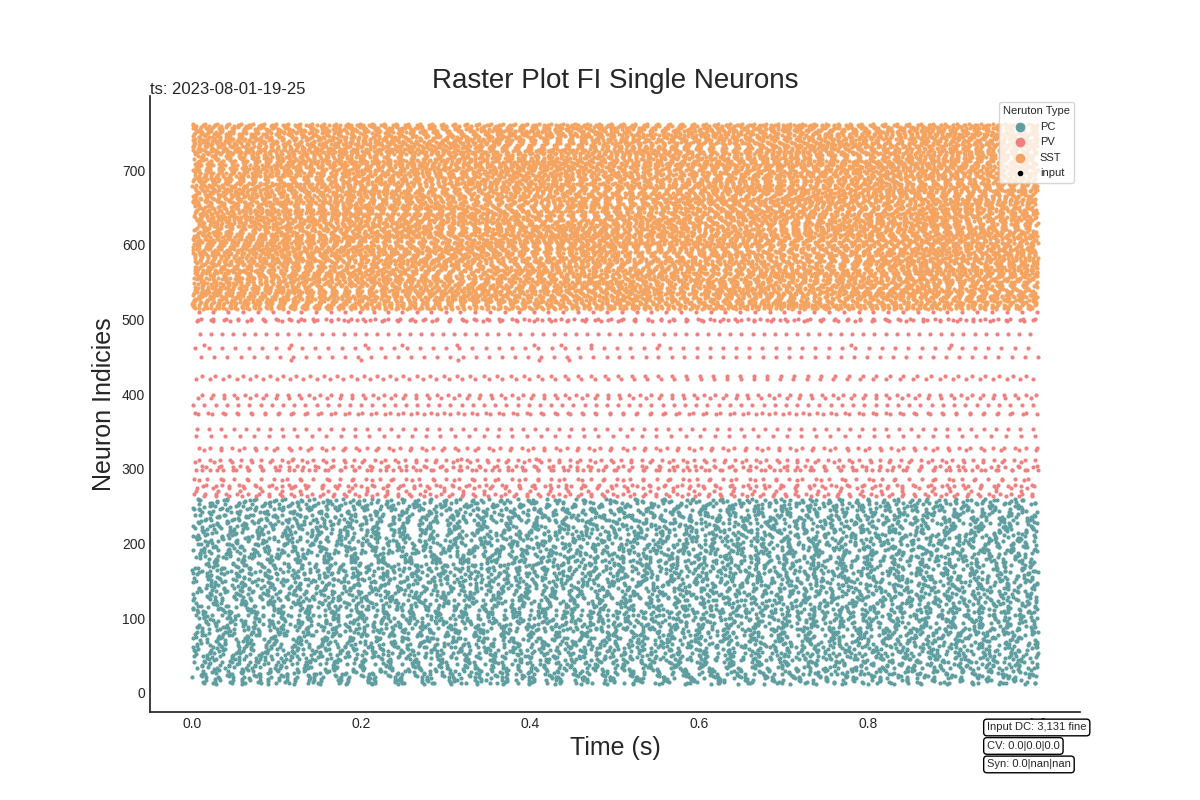 Raster Plot FI Single Neurons
ts: 2023-08-01-19-25
Neruton Type
PC
PV
SST
input
Neuron Indicies
700
600
500
400
300
200
100
0
0.0 0.2 0.4 0.6 0.8
Time (s)
Input DC: 3,131 fine
CV: 0.0|0.0|0.0
Syn: 0.0|nan|nan